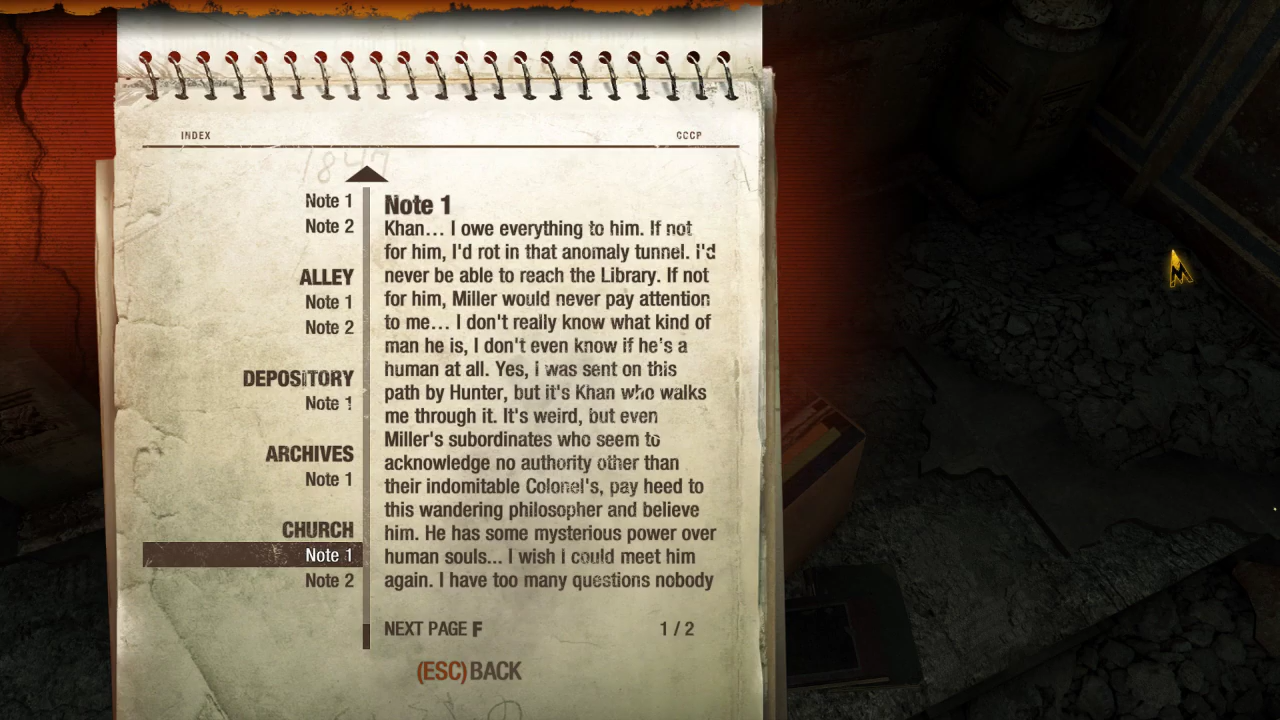 INDEX
CCCP
1847
Note 1
Note 2
ALLEY
Note 1
Note 2
DEPOSITORY
Note 1
ARCHIVES
Note 1
CHURCH
Note 1
Note 2
Note 1
Khan... I owe everything to him. If not
for him, I'd rot in that anomaly tunnel. I'd
never be able to reach the Library. If not
for him, Miller would never pay attention
to me... I don't really know what kind of
man he is, I don't even know if he's a
human at all. Yes, I was sent on this
path by Hunter, but it's Khan who walks
me through it. It's weird, but even
Miller's subordinates who seem to
acknowledge no authority other than
their indomitable Colonel's, pay heed to
this wandering philosopher and believe
him. He has some mysterious power over
human souls... I wish I could meet him
again. I have too many questions nobody
NEXT PAGE F
1 / 2
(ESC) BACK